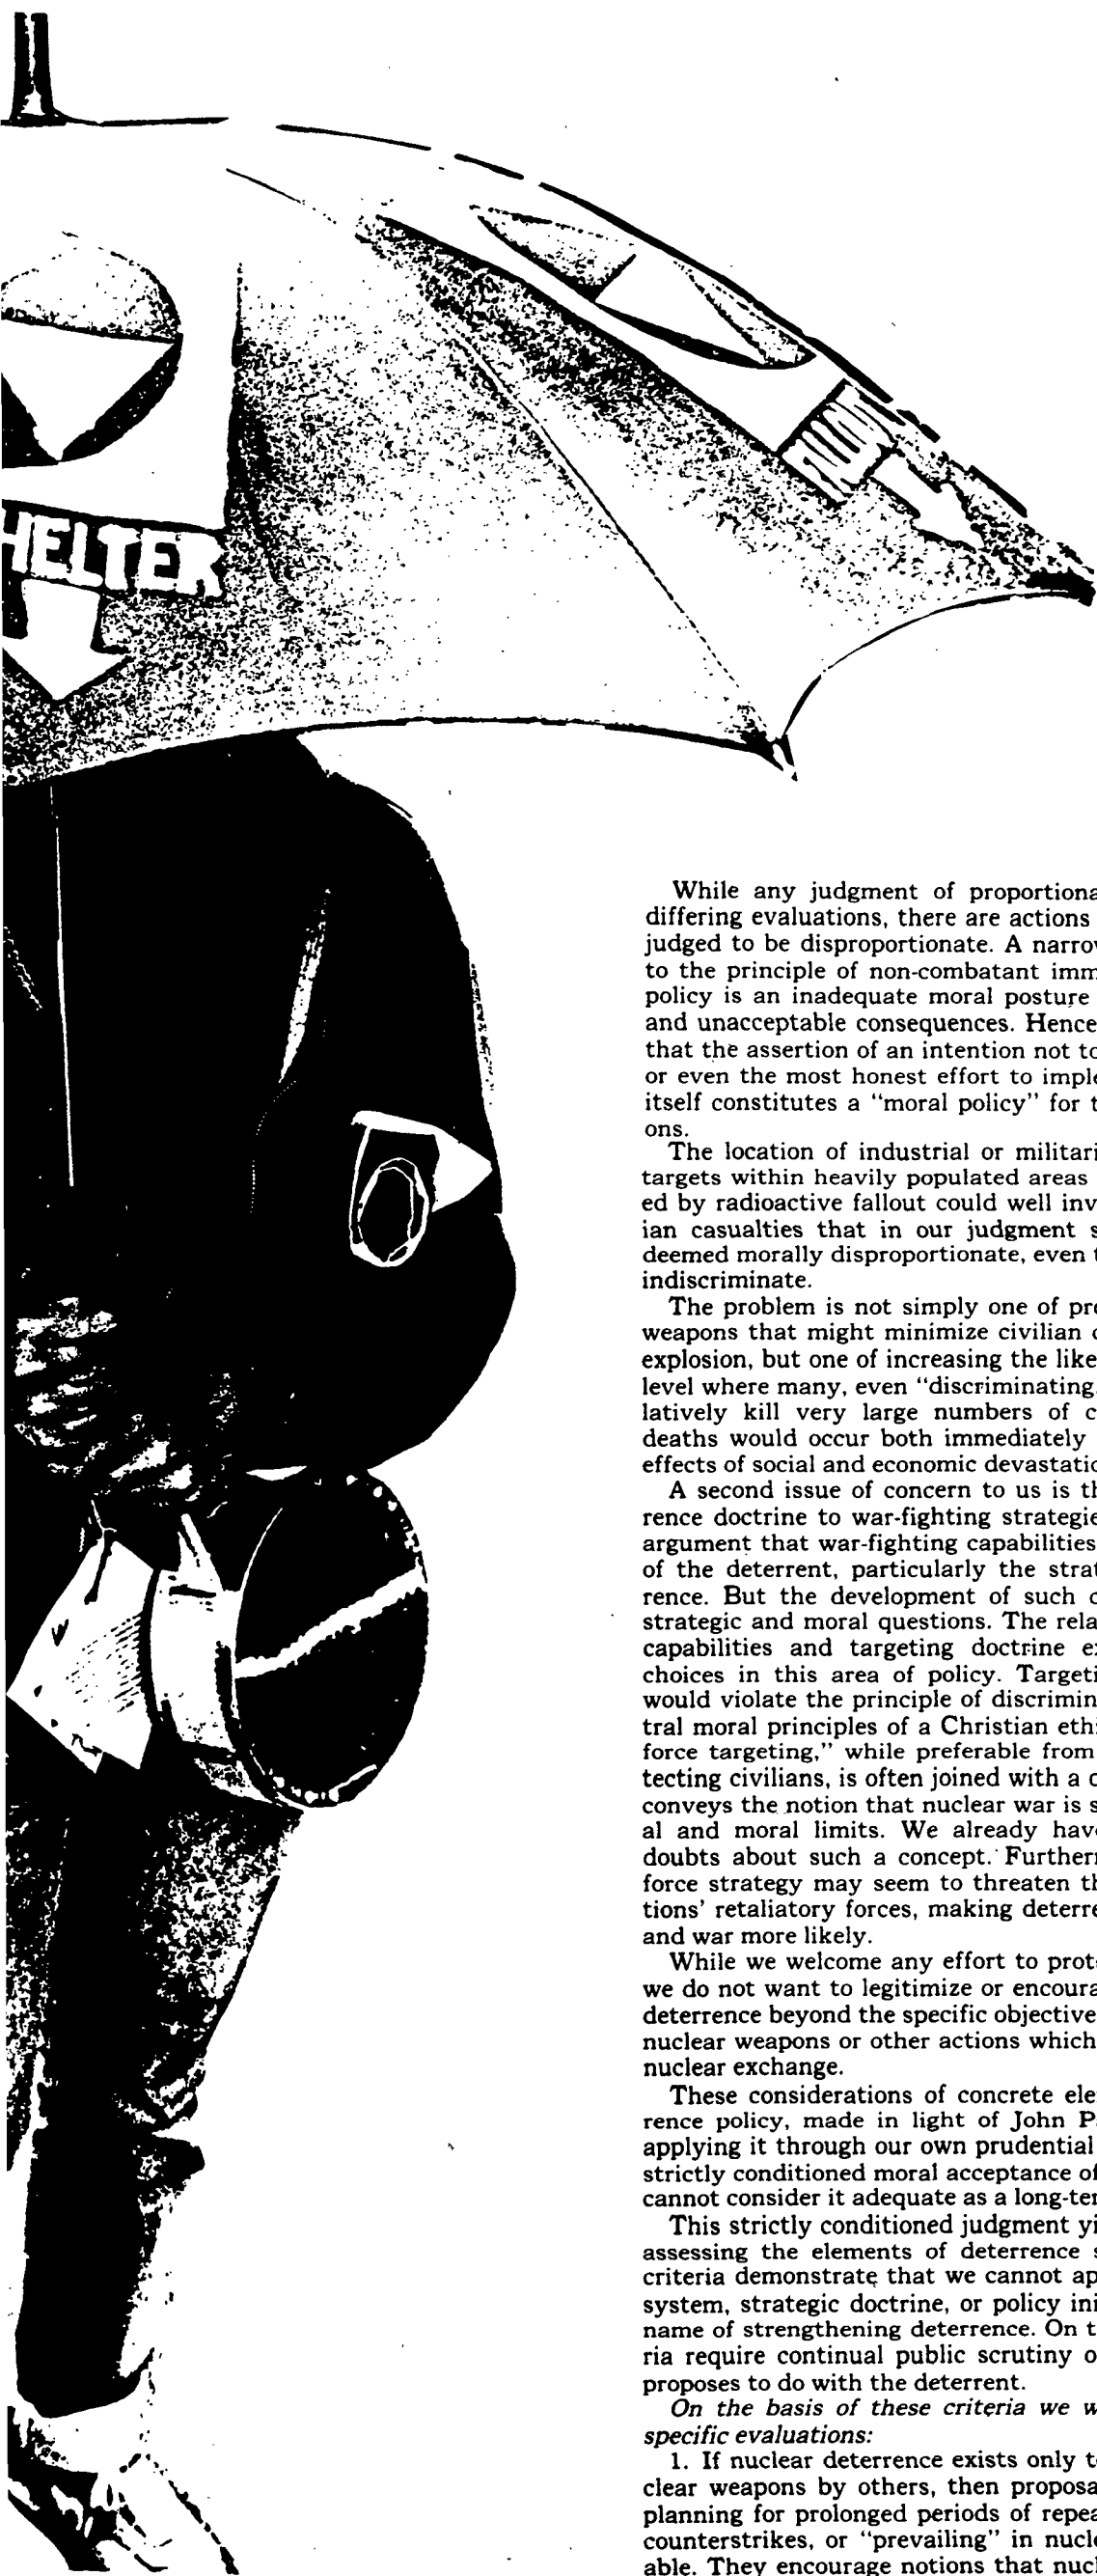 HELTER
While any judgment of proportiona
differing evaluations, there are actions
judged to be disproportionate. A narro
to the principle of non-combatant imm
policy is an inadequate moral posture
and unacceptable consequences. Hence
that the assertion of an intention not to
or even the most honest effort to imple
itself constitutes a “moral policy” for t
ons.
The location of industrial or militari
targets within heavily populated areas
ed by radioactive fallout could well inv
ian casualties that in our judgment s
deemed morally disproportionate, even t
indiscriminate.
The problem is not simply one of pre
weapons that might minimize civilian c
explosion, but one of increasing the like
level where many, even “discriminating,
latively kill very large numbers of c
deaths would occur both immediately
effects of social and economic devastatio
A second issue of concern to us is th
rence doctrine to war-fighting strategie
argument that war-fighting capabilities
of the deterrent, particularly the strat
rence. But the development of such c
strategic and moral questions. The rela
capabilities and targeting doctrine ex
choices in this area of policy. Targeti
would violate the principle of discrimin
tral moral principles of a Christian ethi
force targeting,” while preferable from
tecting civilians, is often joined with a d
conveys the notion that nuclear war is s
al and moral limits. We already have
doubts about such a concept. Furthern
force strategy may seem to threaten th
tions’ retaliatory forces, making deterre
and war more likely.
While we welcome any effort to prot
we do not want to legitimize or encoura
deterrence beyond the specific objective
nuclear weapons or other actions which
nuclear exchange.
These considerations of concrete ele
rence policy, made in light of John P
applying it through our own prudential
strictly conditioned moral acceptance of
cannot consider it adequate as a long-ter
This strictly conditioned judgment yi
assessing the elements of deterrence s
criteria demonstrate that we cannot ap
system, strategic doctrine, or policy ini
name of strengthening deterrence. On t
ria require continual public scrutiny o
proposes to do with the deterrent.
On the basis of these criteria we w
specific evaluations:
1. If nuclear deterrence exists only t
clear weapons by others, then proposa
planning for prolonged periods of repea
counterstrikes, or “prevailing” in nucle
able. They encourage notions that nucl